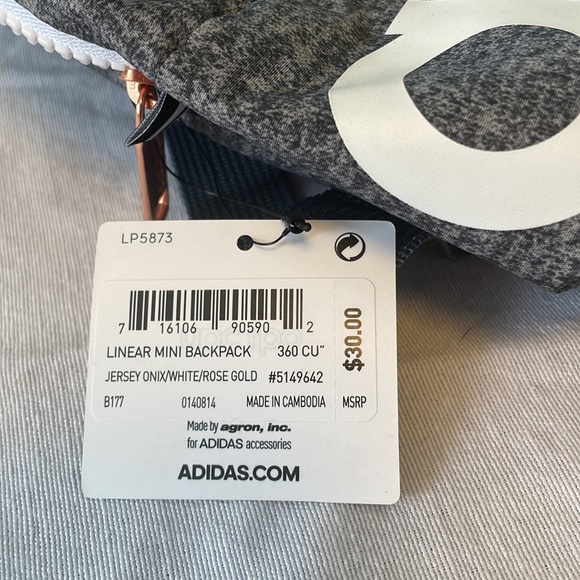 LP5873
7 16106 90590 2
LINEAR MINI BACKPACK 360 CU"
JERSEY ONIX/WHITE/ROSE GOLD #5149642
B177 0140814 MADE IN CAMBODIA MSRP
$30.00
Made by agron, inc.
for ADIDAS accessories
ADIDAS.COM